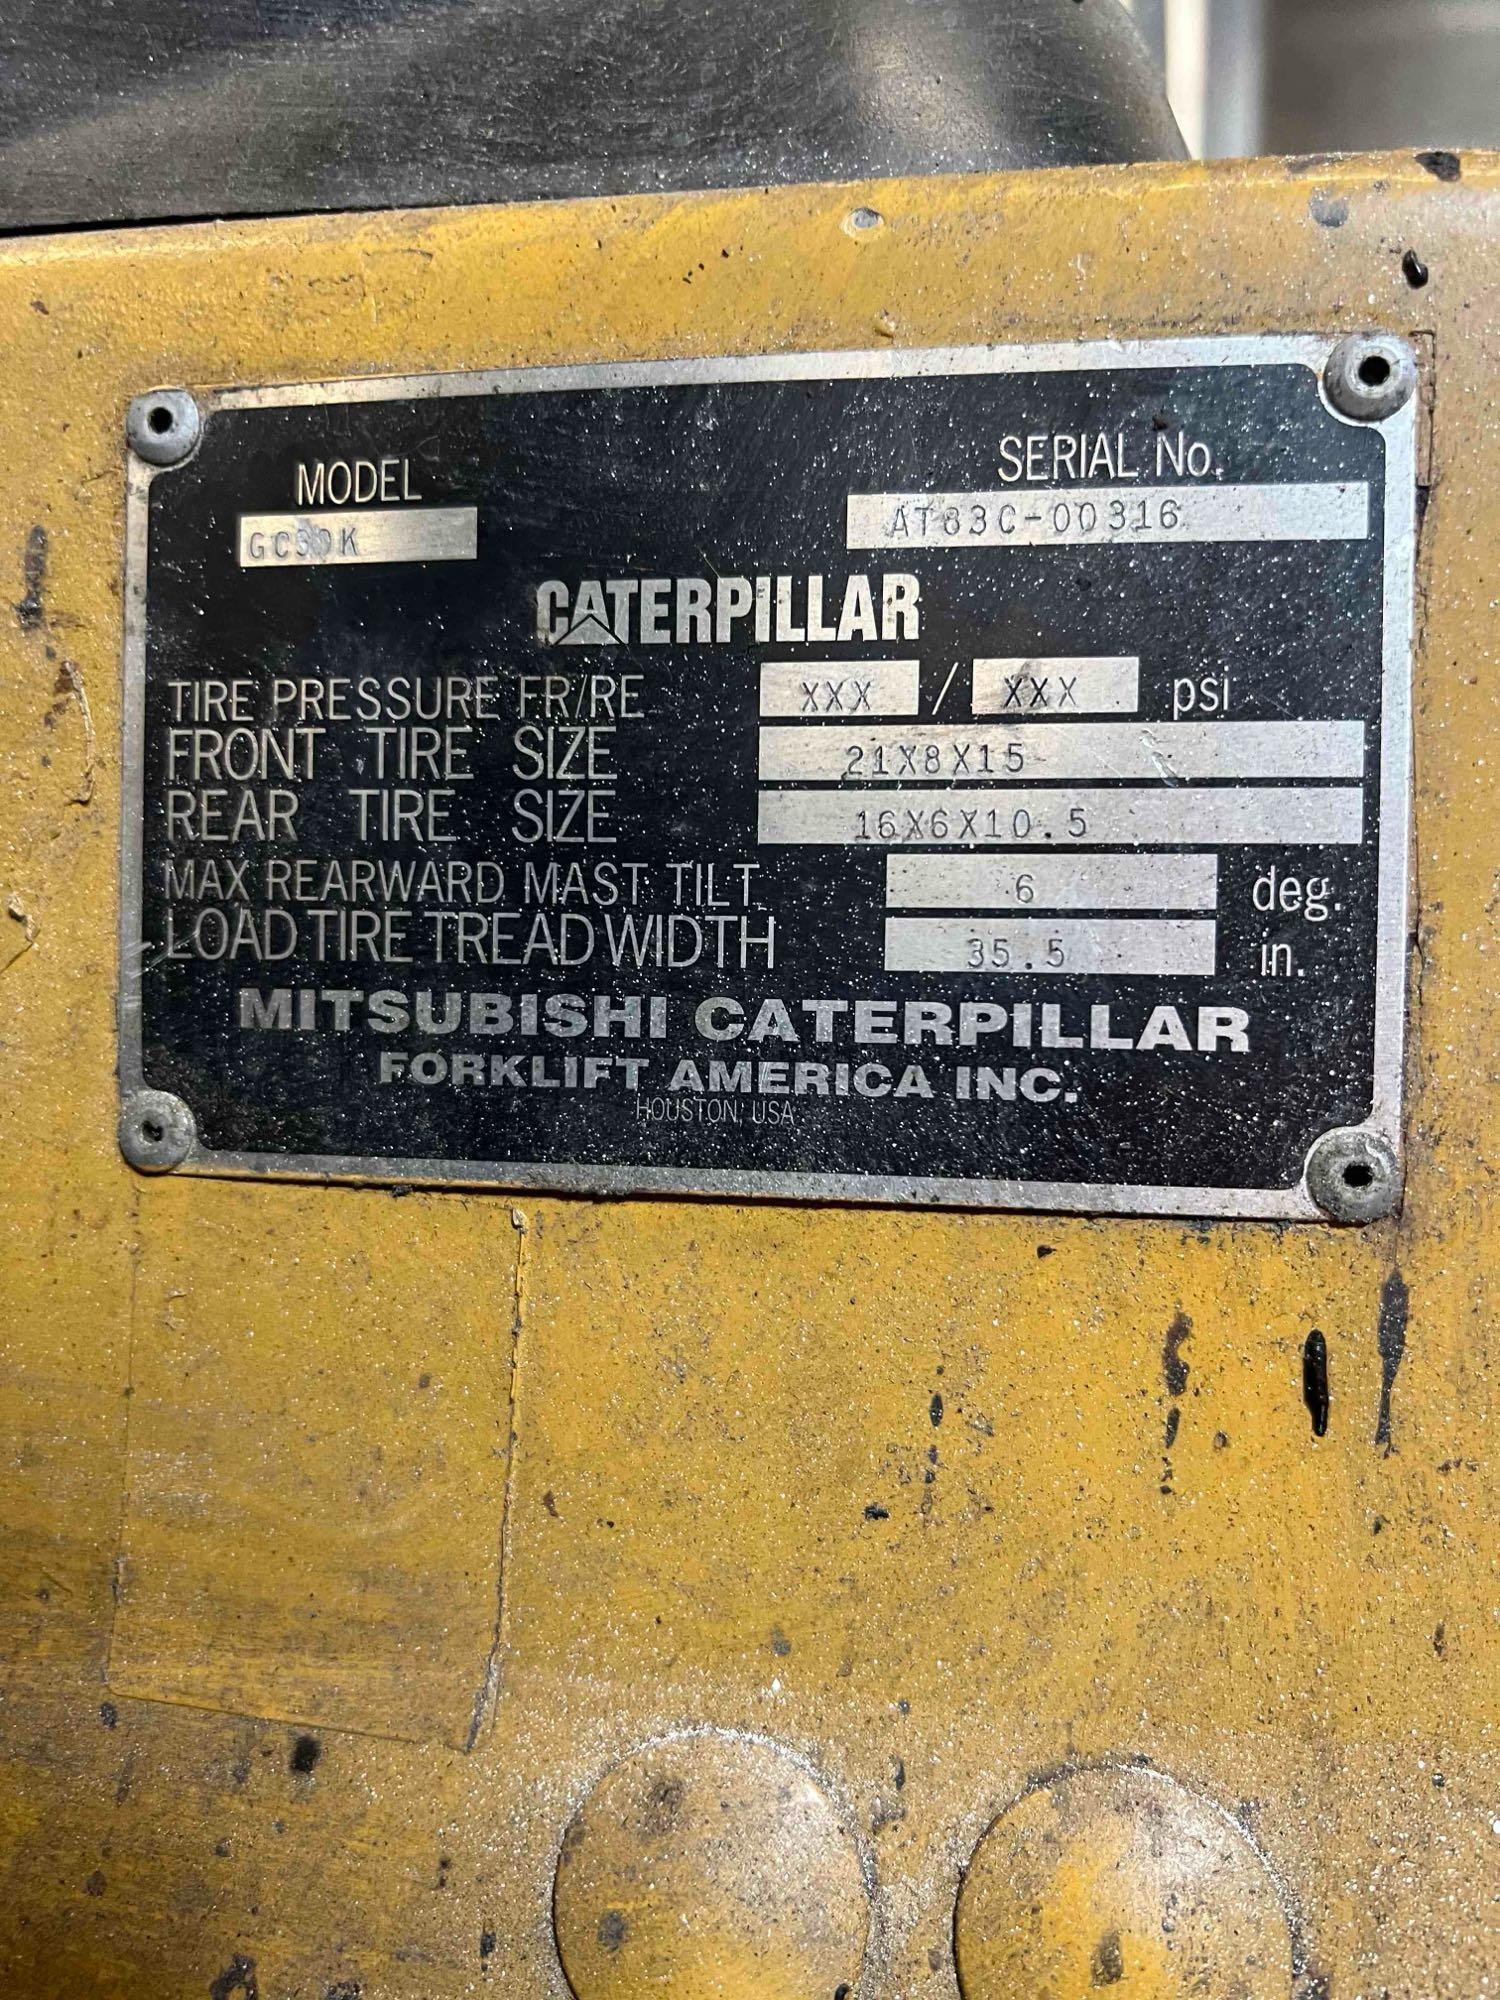 MODEL SERIAL No.
GC30K AT83C-00316
CATERPILLAR
TIRE PRESSURE FR/RE XXX / XXX psi
FRONT TIRE SIZE 21X8X15
REAR TIRE SIZE 16X6X10.5
MAX REARWARD MAST TILT 6 deg.
LOAD TIRE TREAD WIDTH 35.5 in.
MITSUBISHI CATERPILLAR
FORKLIFT AMERICA INC.
HOUSTON, USA